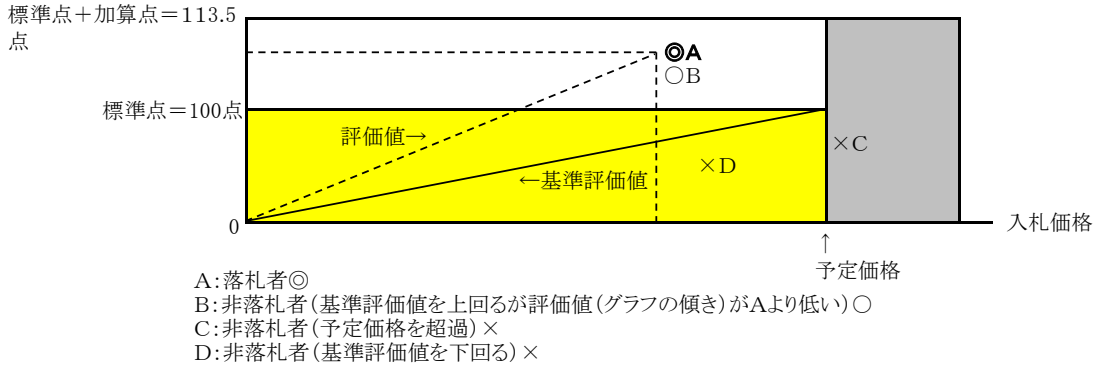 標準点＋加算点＝113.5
点
◎A
○B
標準点＝100点
評価値→
×C
×D
←基準評価値
0
入札価格
↑
予定価格
A：落札者◎
B：非落札者（基準評価値を上回るが評価値（グラフの傾き）がAより低い）○
C：非落札者（予定価格を超過）×
D：非落札者（基準評価値を下回る）×